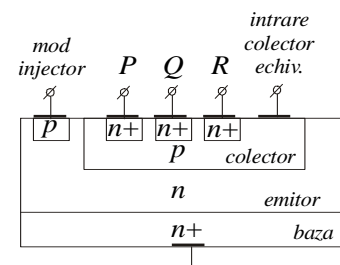 mod
injector
P Q R
intrare
colector
echiv.
p n+ n+ n+
p
colector
n
emitor
n+
baza